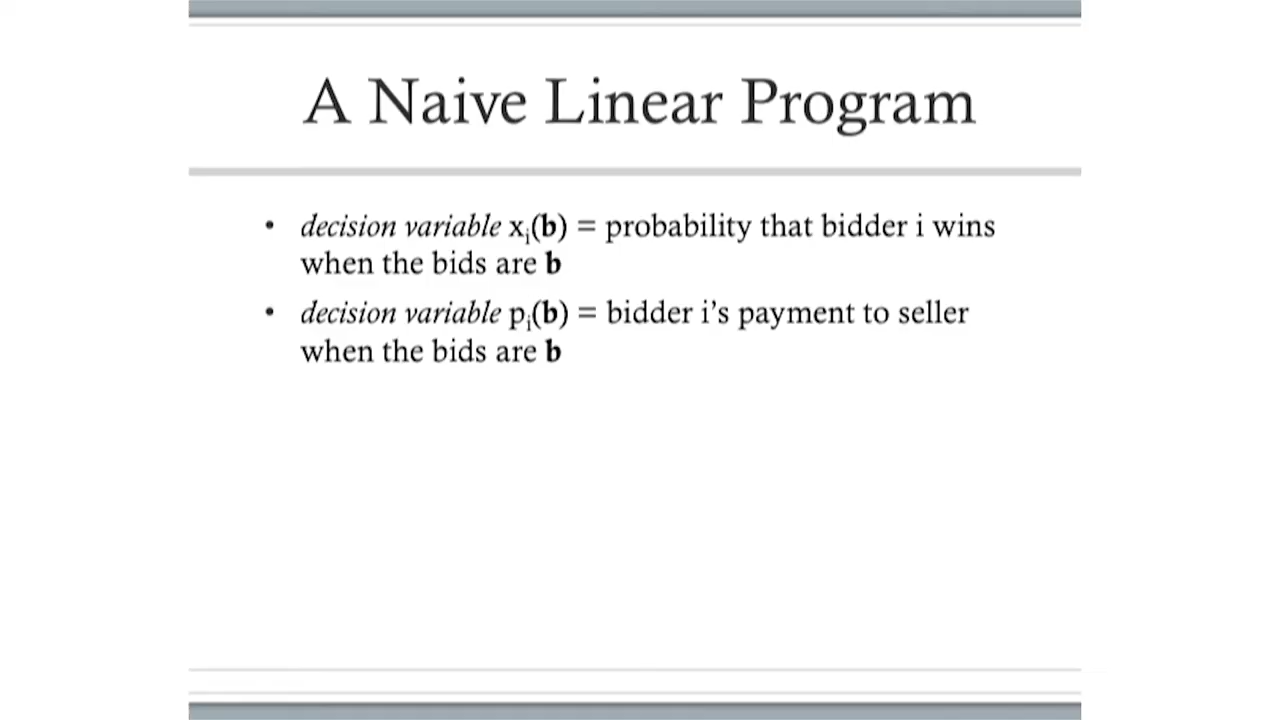 A Naive Linear Program
• decision variable xᵢ(b) = probability that bidder i wins
when the bids are b
• decision variable pᵢ(b) = bidder i’s payment to seller
when the bids are b